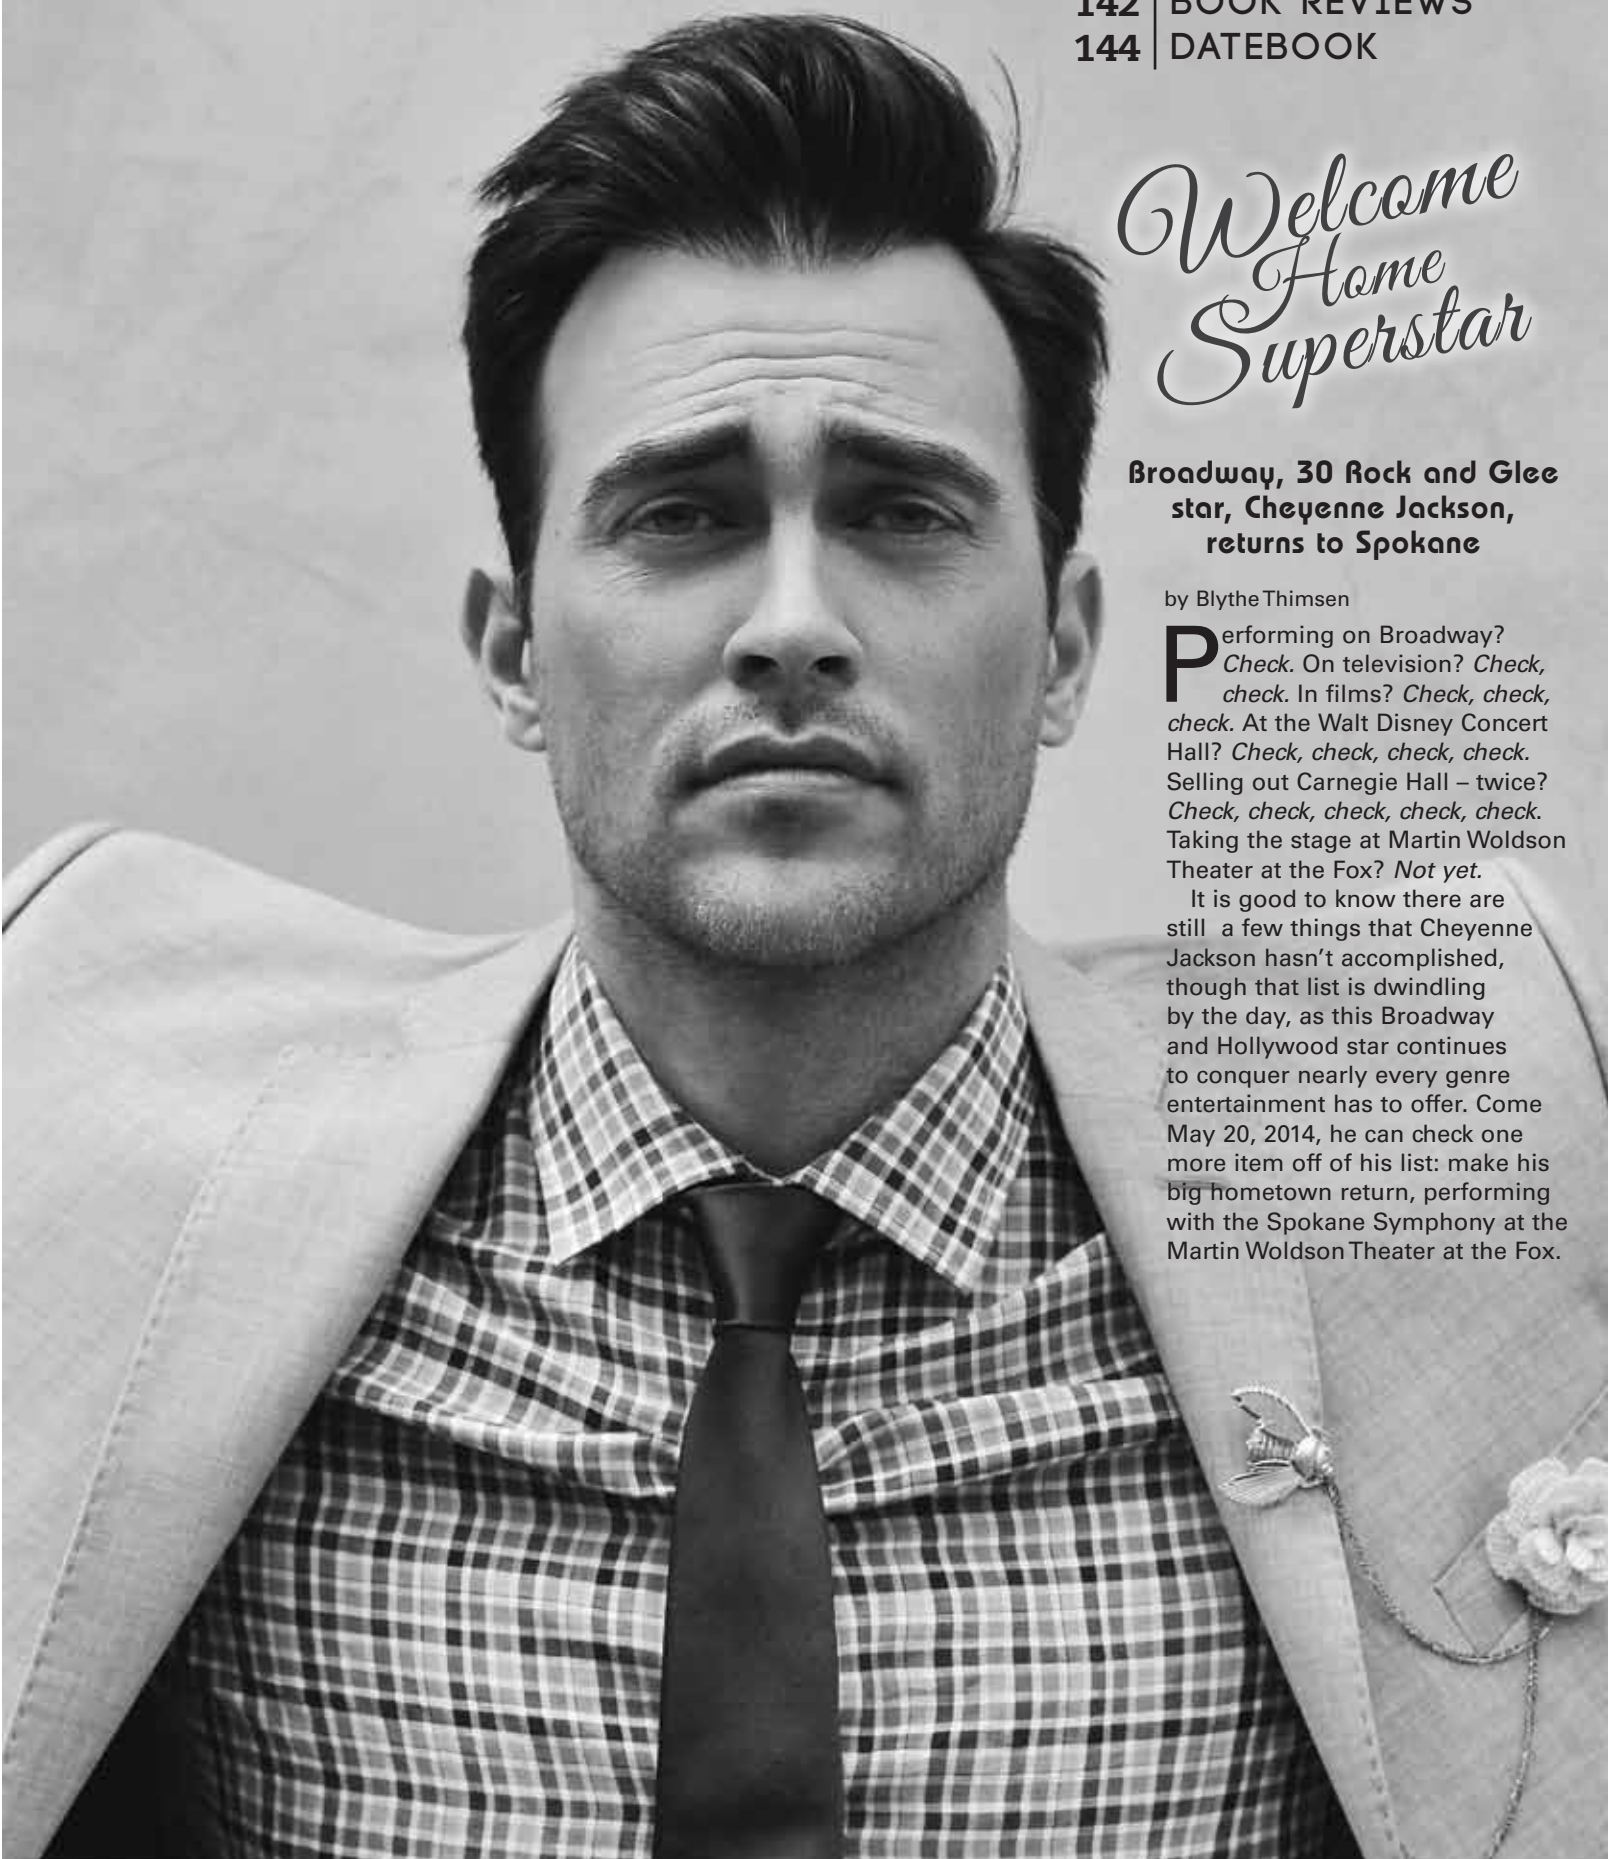 142 BOOK REVIEWS
144 DATEBOOK
Welcome
Home
Superstar
Broadway, 30 Rock and Glee
star, Cheyenne Jackson,
returns to Spokane
by Blythe Thimsen
Performing on Broadway?
Check. On television? Check,
check. In films? Check, check,
check. At the Walt Disney Concert
Hall? Check, check, check, check.
Selling out Carnegie Hall – twice?
Check, check, check, check, check.
Taking the stage at Martin Woldson
Theater at the Fox? Not yet.
It is good to know there are
still a few things that Cheyenne
Jackson hasn’t accomplished,
though that list is dwindling
by the day, as this Broadway
and Hollywood star continues
to conquer nearly every genre
entertainment has to offer. Come
May 20, 2014, he can check one
more item off of his list: make his
big hometown return, performing
with the Spokane Symphony at the
Martin Woldson Theater at the Fox.